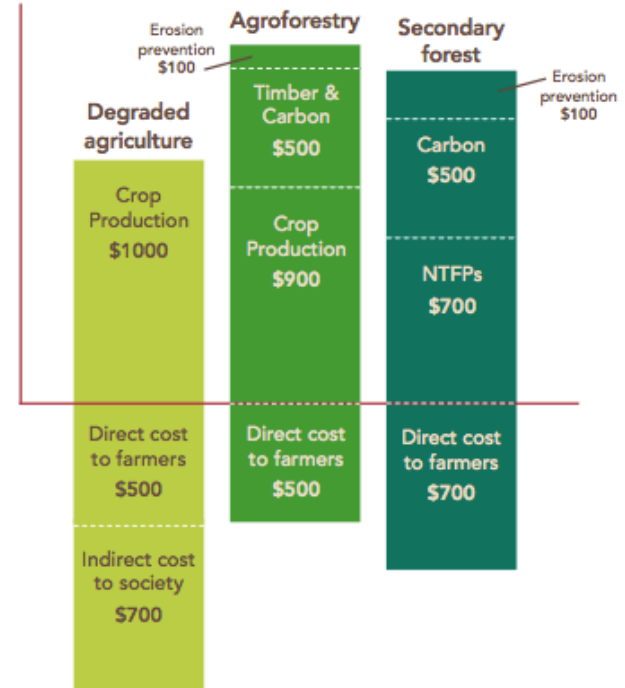 Degraded
agriculture
Crop
Production
$1000
Direct cost
to farmers
$500
Indirect cost
to society
$700
Agroforestry
Erosion
prevention
$100
Timber &
Carbon
$500
Crop
Production
$900
Direct cost
to farmers
$500
Secondary
forest
Erosion
prevention
$100
Carbon
$500
NTFPs
$700
Direct cost
to farmers
$700